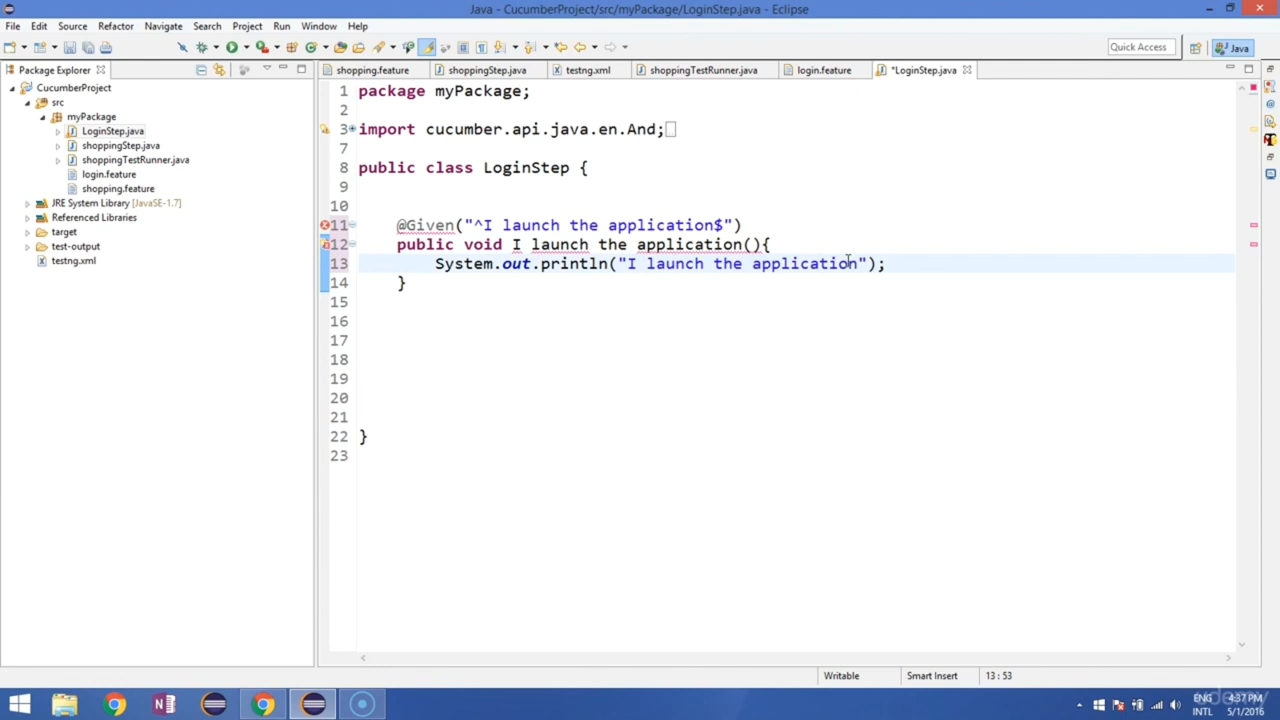 Java - CucumberProject/src/myPackage/LoginStep.java - Eclipse
File Edit Source Refactor Navigate Search Project Run Window Help
Quick Access
Java
Package Explorer
shopping.feature
shoppingStep.java
testng.xml
shoppingTestRunner.java
login.feature
*LoginStep.java
CucumberProject
src
myPackage
LoginStep.java
shoppingStep.java
shoppingTestRunner.java
login.feature
shopping.feature
JRE System Library [JavaSE-1.7]
Referenced Libraries
target
test-output
testng.xml
1 package myPackage;
2
3 import cucumber.api.java.en.And;
7
8 public class LoginStep {
9
10
11 @Given("^I launch the application$")
12 public void I launch the application(){
13 System.out.println("I launch the application");
14 }
15
16
17
18
19
20
21
22 }
23
Writable
Smart Insert
13 : 53
ENG
INTL
4:37 PM
5/1/2016
udemy